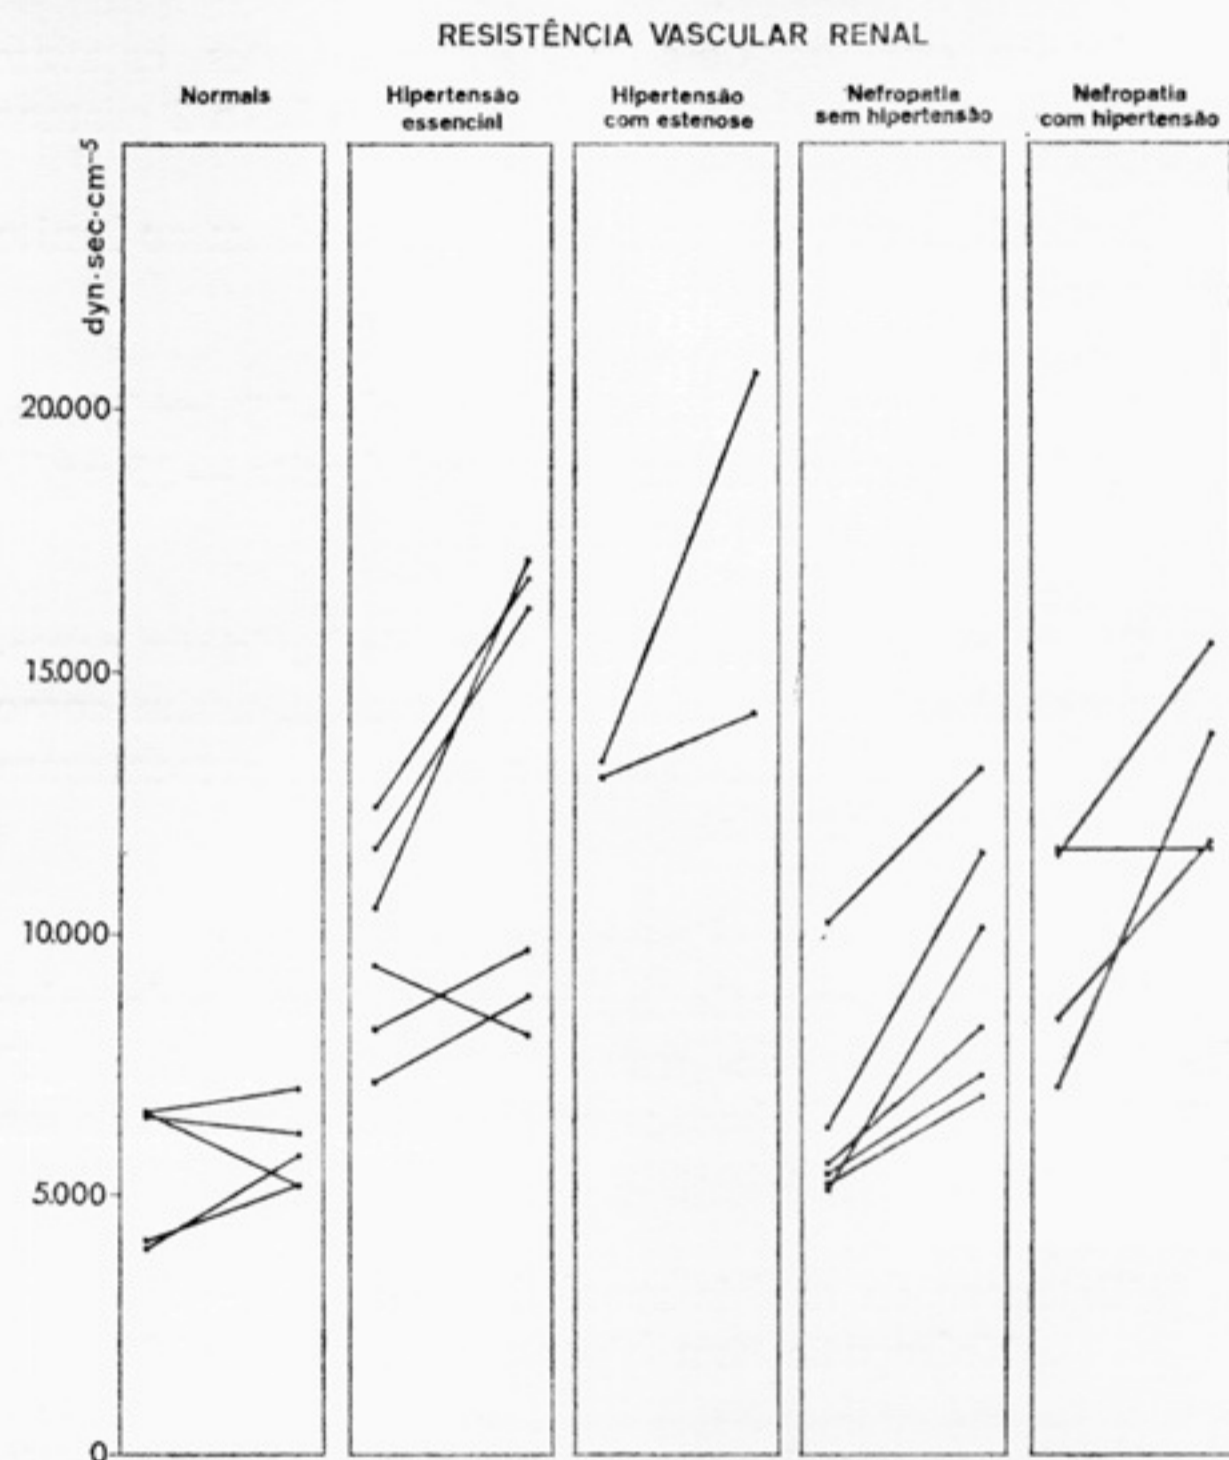 RESISTÊNCIA VASCULAR RENAL
Normais
Hipertensão
essencial
Hipertensão
com estenose
Nefropatia
sem hipertensão
Nefropatia
com hipertensão
dyn·sec·cm⁻⁵
20.000
15.000
10.000
5.000
0